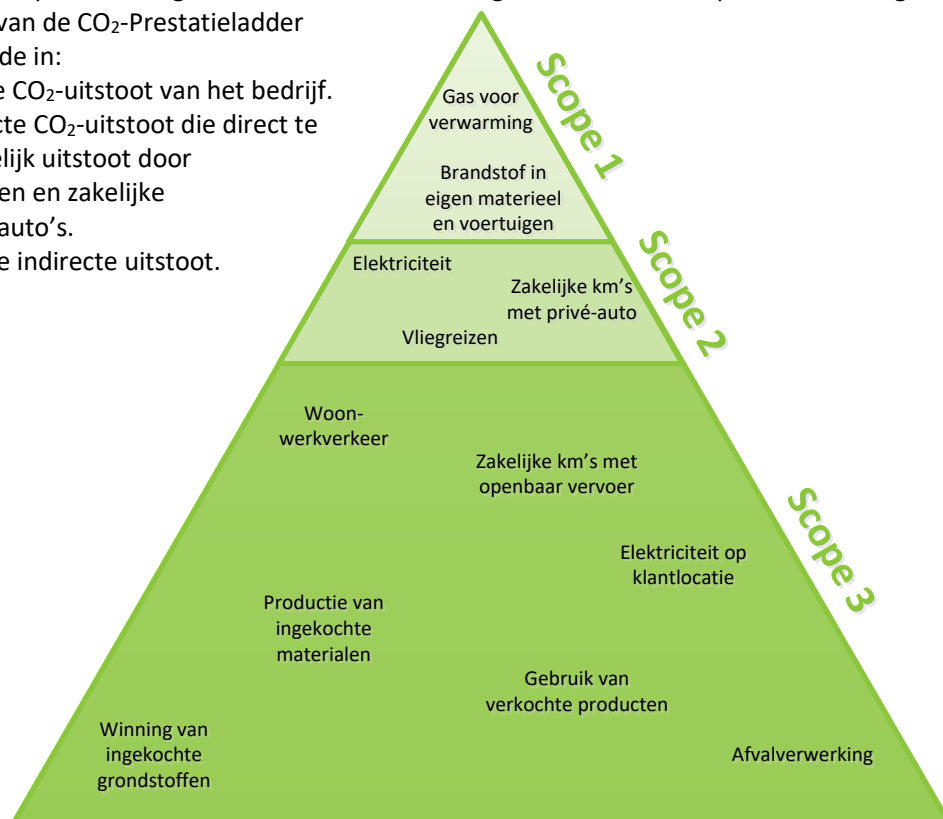 van de CO₂-Prestatieladder
de in:
e CO₂-uitstoot van het bedrijf.
cte CO₂-uitstoot die direct te
elijk uitstoot door
en en zakelijke
auto's.
e indirecte uitstoot.
Scope 1
Gas voor
verwarming
Brandstof in
eigen materieel
en voertuigen
Scope 2
Elektriciteit
Zakelijke km's
met privé-auto
Vliegreizen
Scope 3
Woon-
werkverkeer
Zakelijke km's met
openbaar vervoer
Elektriciteit op
klantlocatie
Productie van
ingekochte
materialen
Gebruik van
verkochte producten
Winning van
ingekochte
grondstoffen
Afvalverwerking